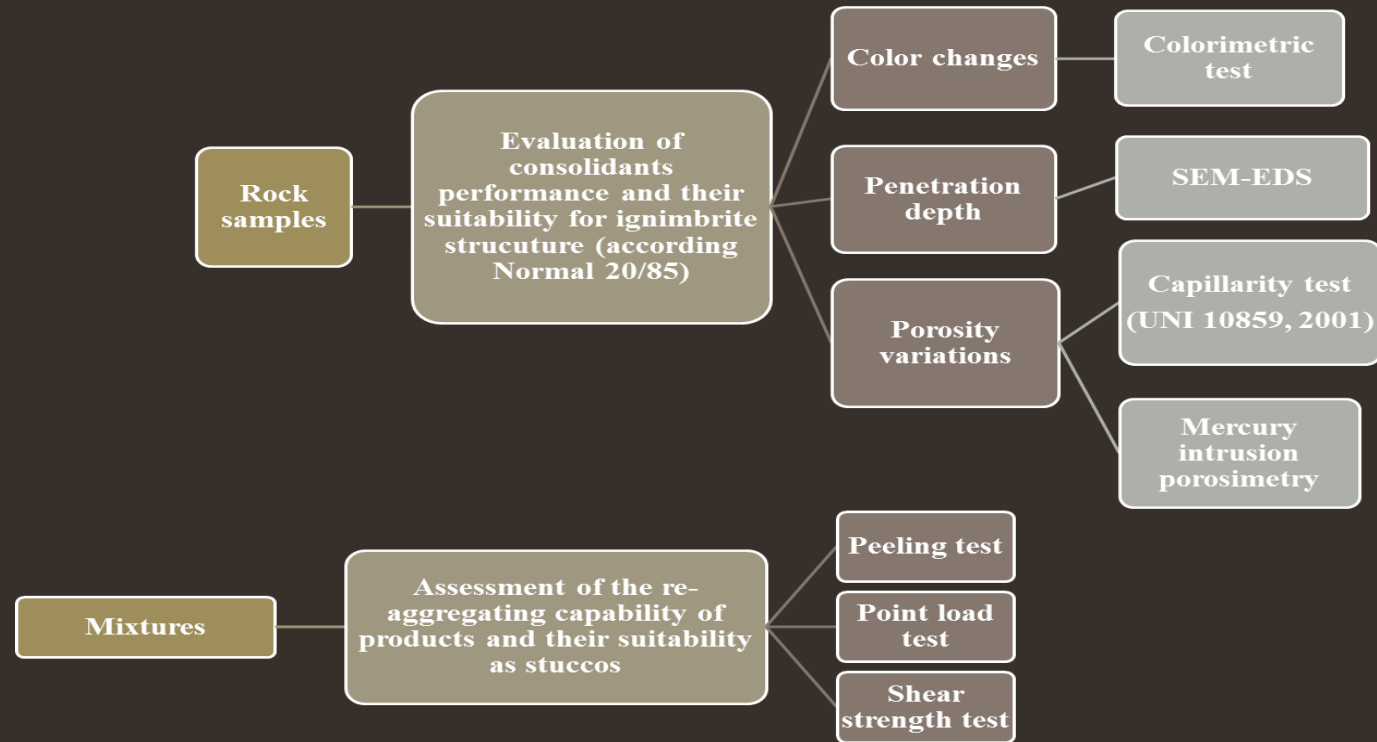 Rock
samples
Evaluation of
consolidants
performance and their
suitability for ignimbrite
strucuture (according
Normal 20/85)
Color changes
Colorimetric
test
Penetration
depth
SEM-EDS
Porosity
variations
Capillarity test
(UNI 10859, 2001)
Mercury
intrusion
porosimetry
Mixtures
Assessment of the re-
aggregating capability of
products and their suitability
as stuccos
Peeling test
Point load
test
Shear
strength test